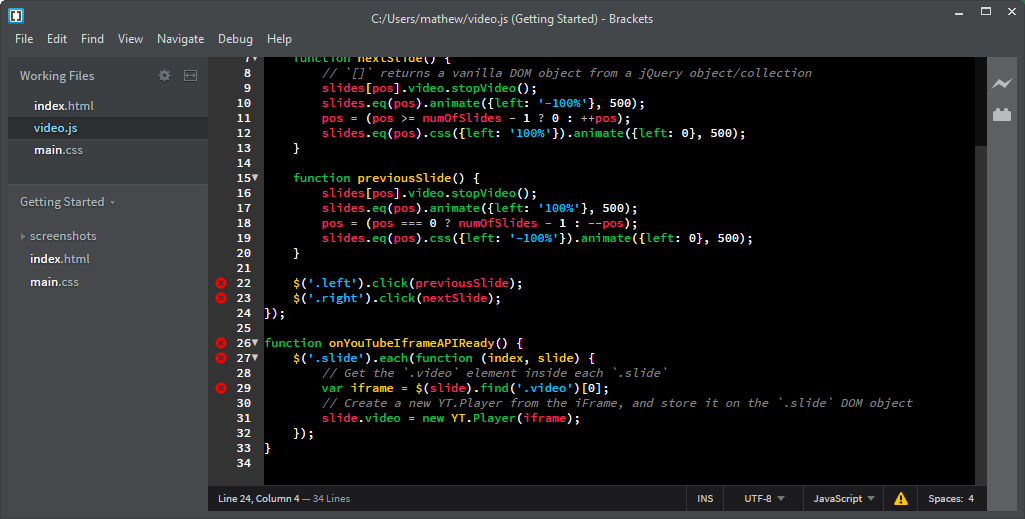 C:/Users/mathew/video.js (Getting Started) - Brackets
File Edit Find View Navigate Debug Help
Working Files
index.html
video.js
main.css
Getting Started
screenshots
index.html
main.css
7 function nextSlide() {
8 // `[]` returns a vanilla DOM object from a jQuery object/collection
9 slides[pos].video.stopVideo();
10 slides.eq(pos).animate({left: '-100%'}, 500);
11 pos = (pos >= numOfSlides - 1 ? 0 : ++pos);
12 slides.eq(pos).css({left: '100%'}).animate({left: 0}, 500);
13 }
14
15 function previousSlide() {
16 slides[pos].video.stopVideo();
17 slides.eq(pos).animate({left: '100%'}, 500);
18 pos = (pos === 0 ? numOfSlides - 1 : --pos);
19 slides.eq(pos).css({left: '-100%'}).animate({left: 0}, 500);
20 }
21
22 $('.left').click(previousSlide);
23 $('.right').click(nextSlide);
24 });
25
26 function onYouTubeIframeAPIReady() {
27 $('.slide').each(function (index, slide) {
28 // Get the `.video` element inside each `.slide`
29 var iframe = $(slide).find('.video')[0];
30 // Create a new YT.Player from the iFrame, and store it on the `.slide` DOM object
31 slide.video = new YT.Player(iframe);
32 });
33 }
34
Line 24, Column 4 — 34 Lines INS UTF-8 JavaScript Spaces: 4